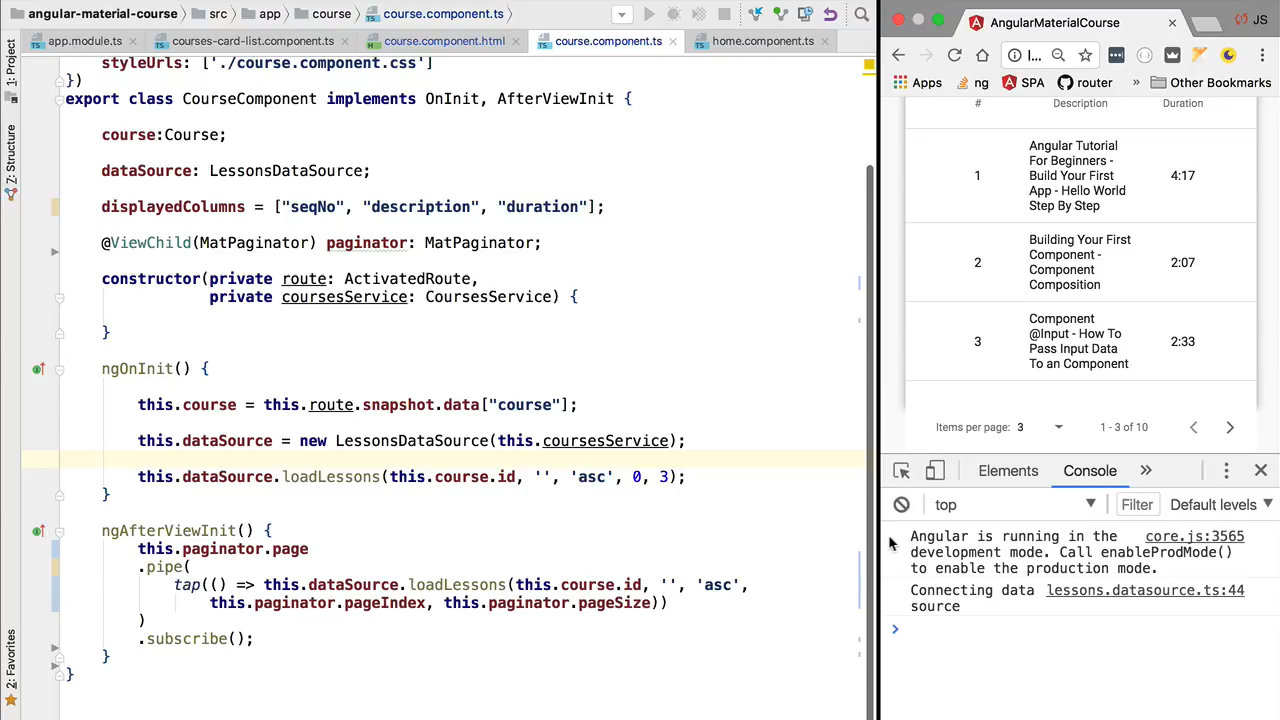 angular-material-course
src
app
course
course.component.ts
app.module.ts
courses-card-list.component.ts
course.component.html
course.component.ts
home.component.ts
1: Project
Z: Structure
2: Favorites
styleUrls: ['./course.component.css']
})
export class CourseComponent implements OnInit, AfterViewInit {
course:Course;
dataSource: LessonsDataSource;
displayedColumns = ["seqNo", "description", "duration"];
@ViewChild(MatPaginator) paginator: MatPaginator;
constructor(private route: ActivatedRoute,
private coursesService: CoursesService) {
}
ngOnInit() {
this.course = this.route.snapshot.data["course"];
this.dataSource = new LessonsDataSource(this.coursesService);
this.dataSource.loadLessons(this.course.id, '', 'asc', 0, 3);
}
ngAfterViewInit() {
this.paginator.page
.pipe(
tap(() => this.dataSource.loadLessons(this.course.id, '', 'asc',
this.paginator.pageIndex, this.paginator.pageSize))
)
.subscribe();
}
}
AngularMaterialCourse
JS
l...
Apps
ng
SPA
router
»
Other Bookmarks
# Description Duration
1
Angular Tutorial
For Beginners -
Build Your First
App - Hello World
Step By Step
4:17
2
Building Your First
Component -
Component
Composition
2:07
3
Component
@Input - How To
Pass Input Data
To an Component
2:33
Items per page: 3
1 - 3 of 10
Elements
Console
»
top
Filter
Default levels
Angular is running in the core.js:3565
development mode. Call enableProdMode()
to enable the production mode.
Connecting data lessons.datasource.ts:44
source